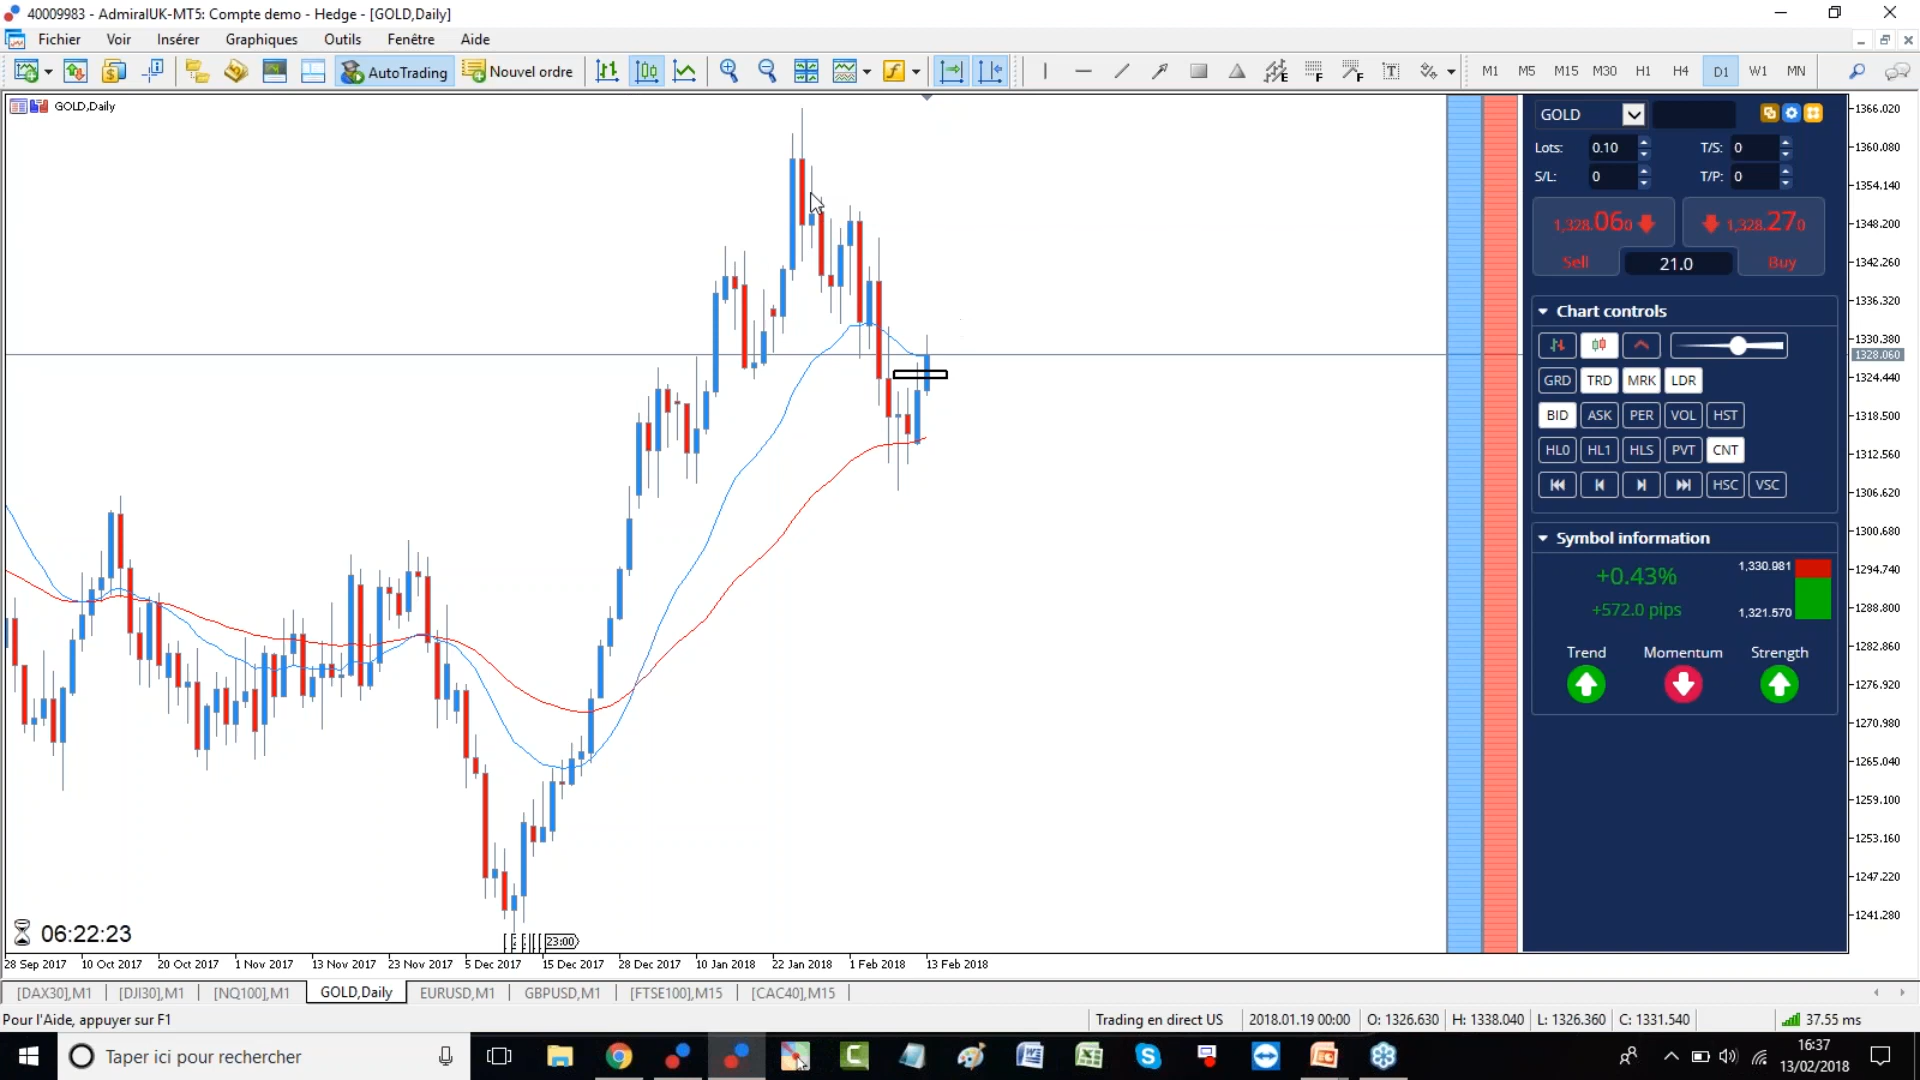 40009983 - AdmiralUK-MT5: Compte demo - Hedge - [GOLD,Daily]
Fichier Voir Insérer Graphiques Outils Fenêtre Aide
AutoTrading Nouvel ordre M1 M5 M15 M30 H1 H4 D1 W1 MN
GOLD,Daily
GOLD
Lots: 0.10 T/S: 0
S/L: 0 T/P: 0
1,328.060 1,328.270
Sell 21.0 Buy
Chart controls
GRD TRD MRK LDR
BID ASK PER VOL HST
HL0 HL1 HLS PVT CNT
HSC VSC
Symbol information
+0.43% 1,330.981
+572.0 pips 1,321.570
Trend Momentum Strength
1366.020
1360.080
1354.140
1348.200
1342.260
1336.320
1330.380
1328.060
1324.440
1318.500
1312.560
1306.620
1300.680
1294.740
1288.800
1282.860
1276.920
1270.980
1265.040
1259.100
1253.160
1247.220
1241.280
06:22:23
23:00
28 Sep 2017 10 Oct 2017 20 Oct 2017 1 Nov 2017 13 Nov 2017 23 Nov 2017 5 Dec 2017 15 Dec 2017 28 Dec 2017 10 Jan 2018 22 Jan 2018 1 Feb 2018 13 Feb 2018
[DAX30],M1 [DJI30],M1 [NQ100],M1 GOLD,Daily EURUSD,M1 GBPUSD,M1 [FTSE100],M15 [CAC40],M15
Pour l'Aide, appuyer sur F1 Trading en direct US 2018.01.19 00:00 O: 1326.630 H: 1338.040 L: 1326.360 C: 1331.540 37.55 ms
Taper ici pour rechercher 16:37
13/02/2018